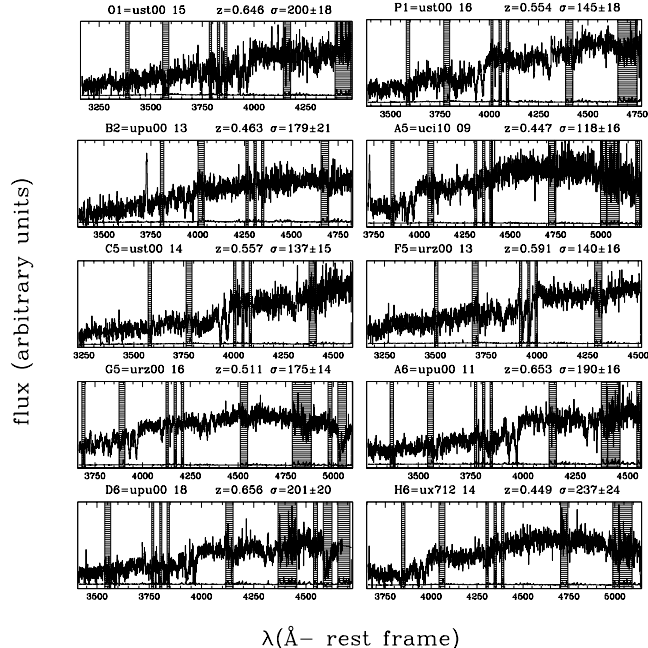 O1=ust00 15 z=0.646 σ=200±18
P1=ust00 16 z=0.554 σ=145±18
3250 3500 3750 4000 4250
3500 3750 4000 4250 4500 4750
B2=upu00 13 z=0.463 σ=179±21
A5=uci10 09 z=0.447 σ=118±16
3500 3750 4000 4250 4500 4750
3750 4000 4250 4500 4750 5000
C5=ust00 14 z=0.557 σ=137±15
F5=urz00 13 z=0.591 σ=140±16
3250 3500 3750 4000 4250 4500
3250 3500 3750 4000 4250 4500
G5=urz00 16 z=0.511 σ=175±14
A6=upu00 11 z=0.653 σ=190±16
3750 4000 4250 4500 4750 5000
3250 3500 3750 4000 4250 4500
D6=upu00 18 z=0.656 σ=201±20
H6=ux712 14 z=0.449 σ=237±24
3500 3750 4000 4250 4500
3750 4000 4250 4500 4750 5000
flux (arbitrary units)
λ(Å– rest frame)